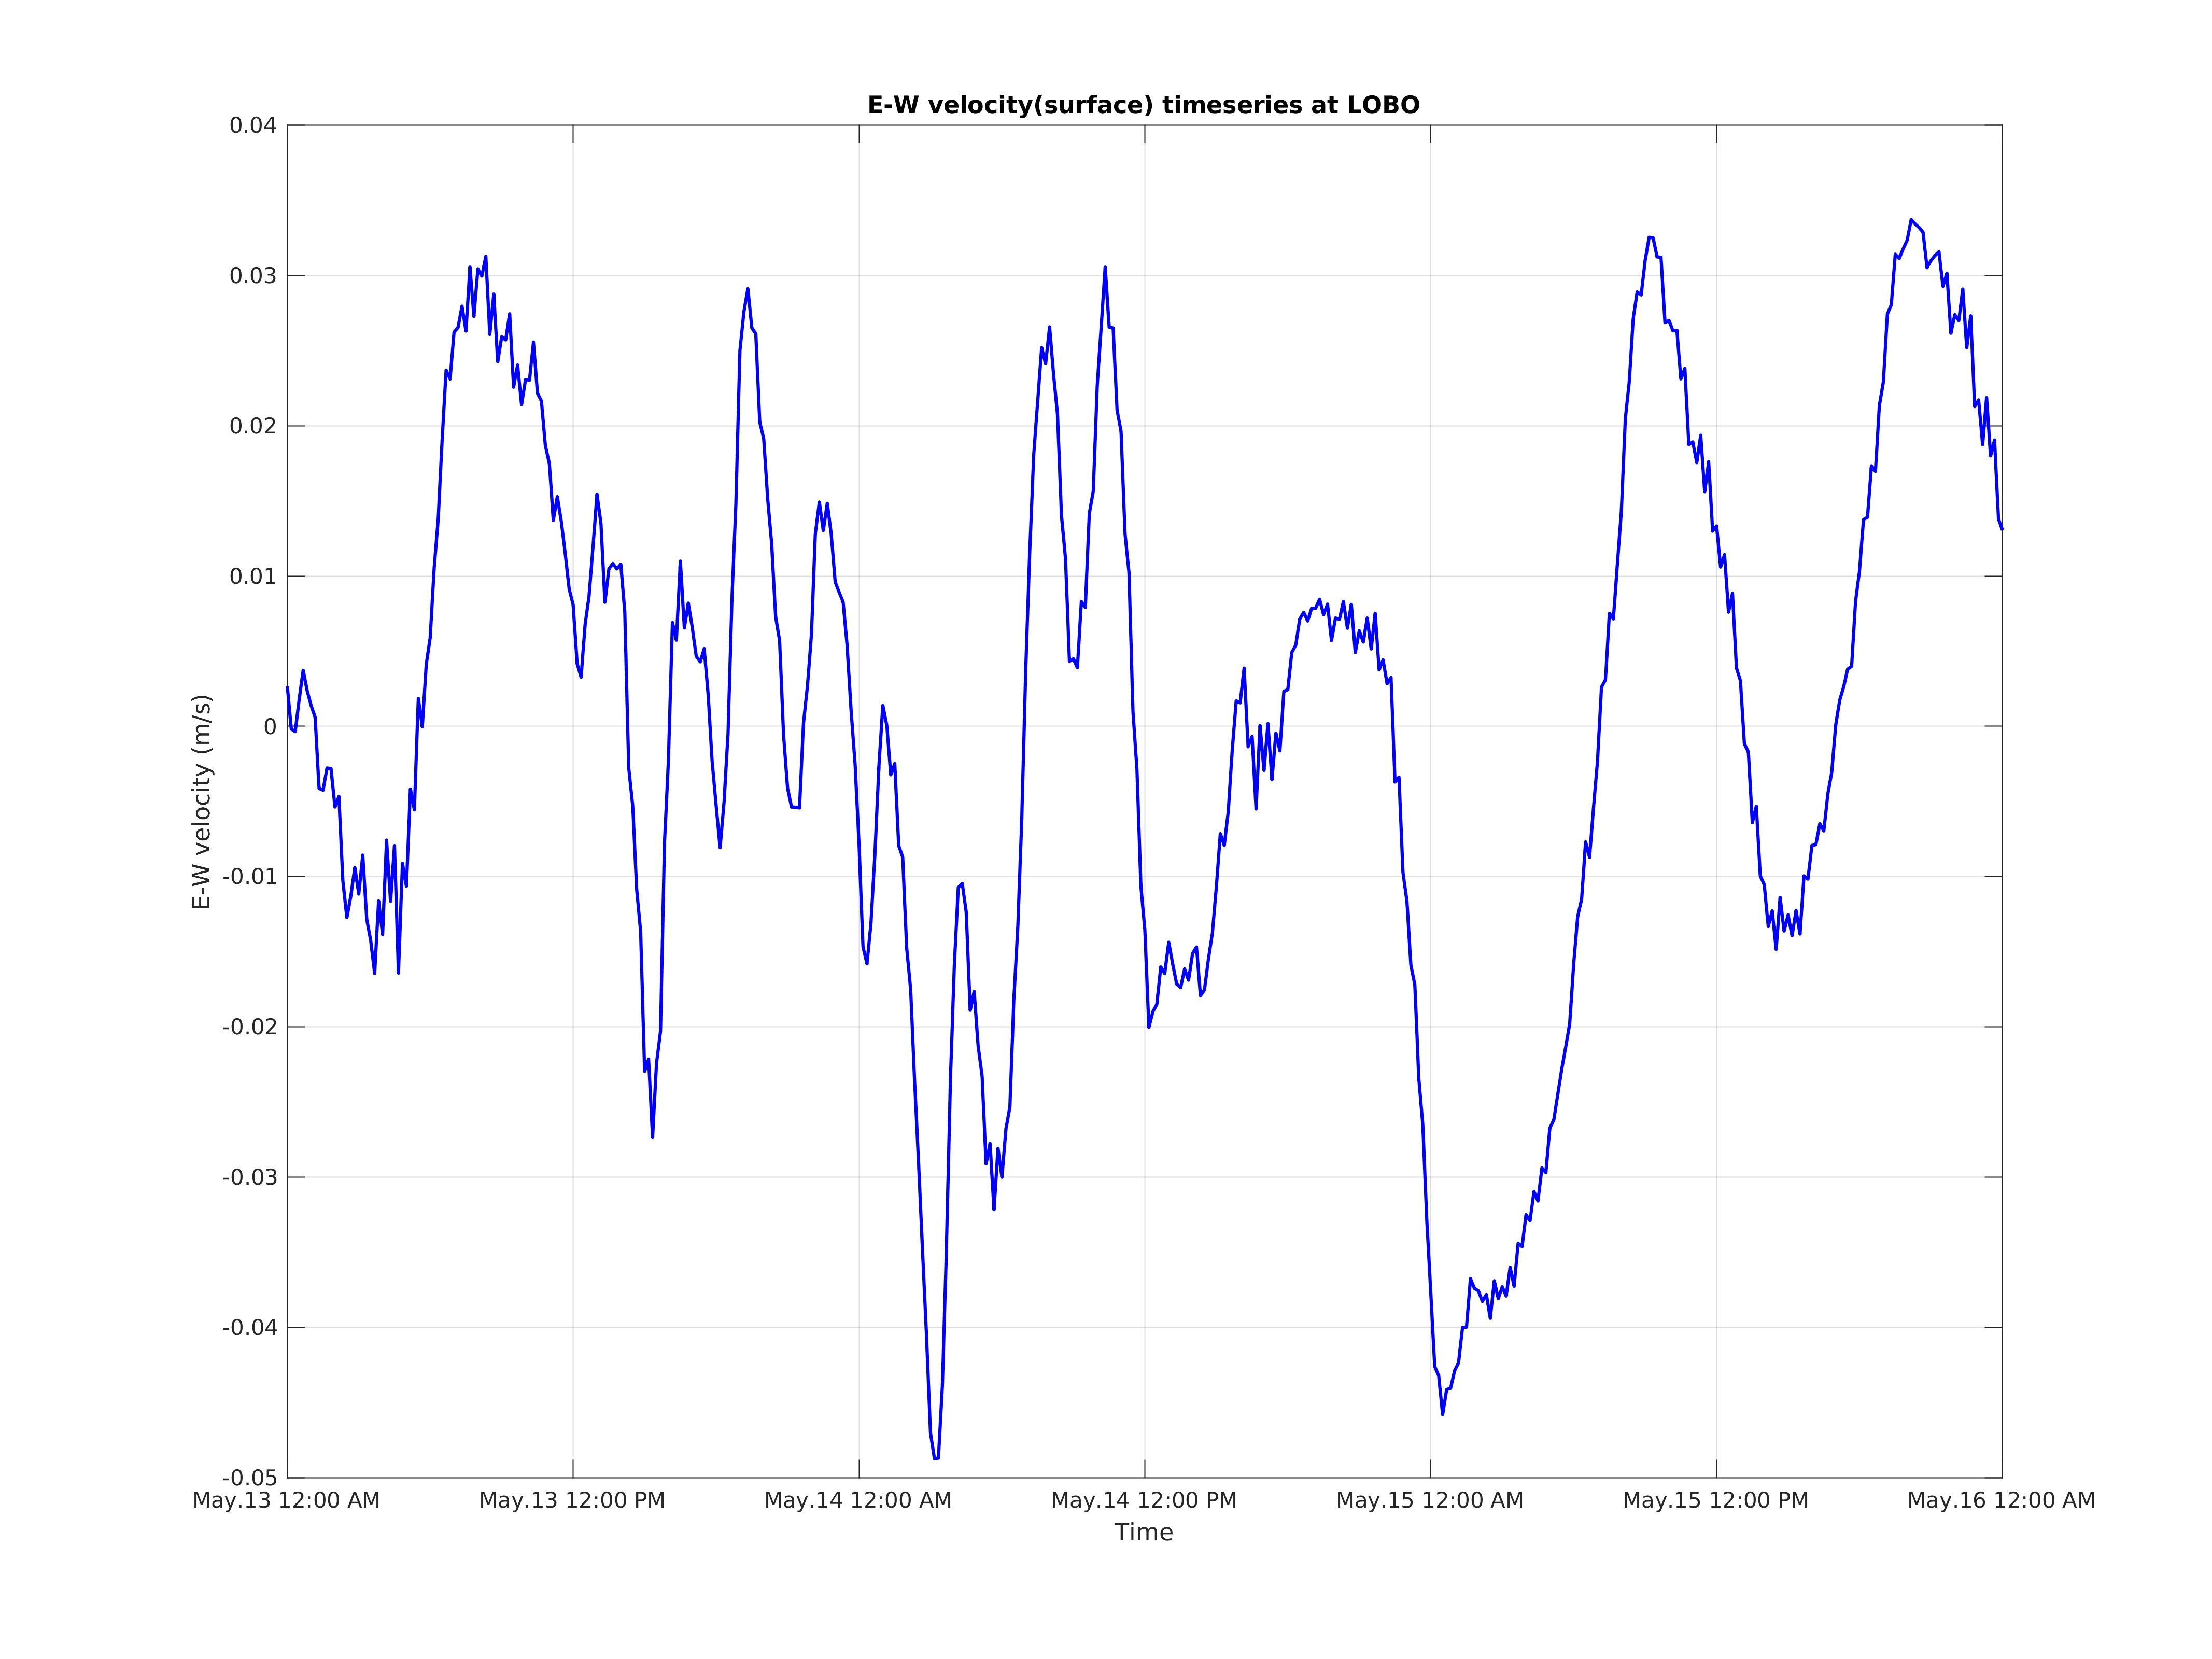 E-W velocity(surface) timeseries at LOBO
0.04
0.03
0.02
0.01
0
-0.01
-0.02
-0.03
-0.04
-0.05
E-W velocity (m/s)
May.13 12:00 AM May.13 12:00 PM May.14 12:00 AM May.14 12:00 PM May.15 12:00 AM May.15 12:00 PM May.16 12:00 AM
Time